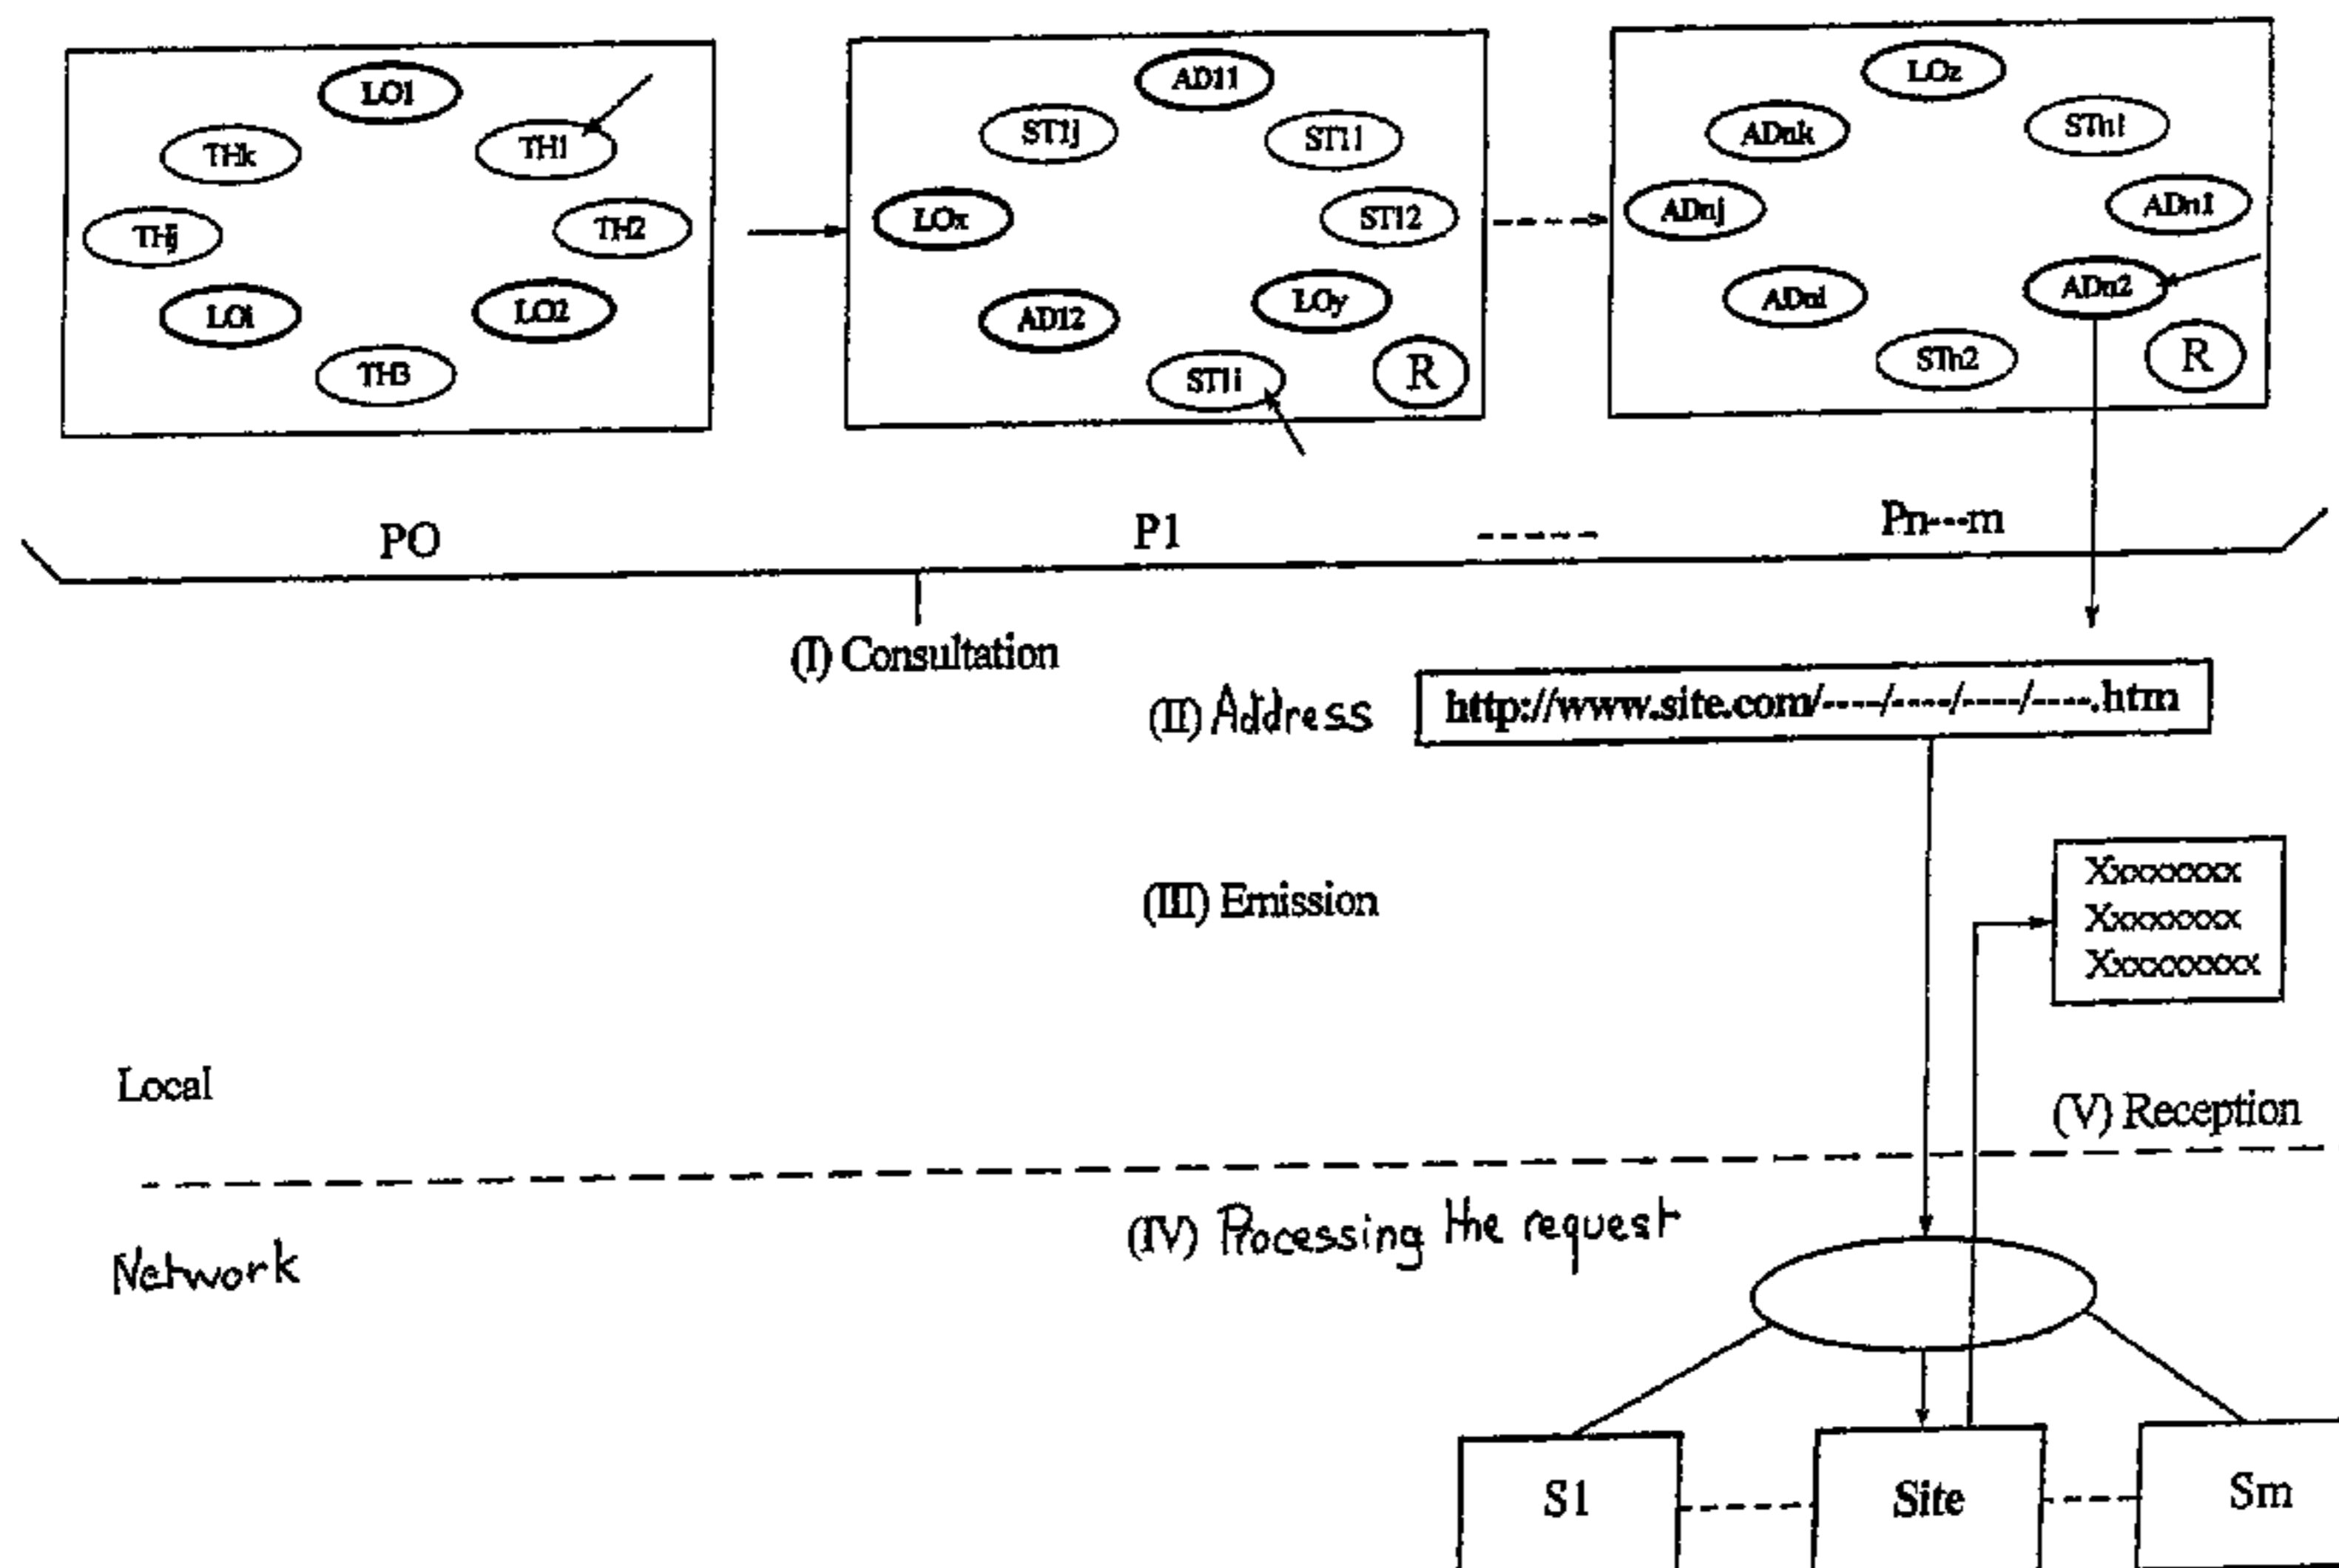 LO1
THk
TH1
THj
TH2
LOi
LO2
TH3
AD11
ST1j
ST11
LOx
ST12
AD12
LOy
ST1i
R
LOz
ADnk
STn1
ADnj
ADn1
ADni
ADn2
STn2
R
PO
P1
-----
Pn---m
(I) Consultation
(II) Address
http://www.site.com/----/----/----/----.htm
(III) Emission
Xxxxxxxxx
Xxxxxxxxx
Xxxxxxxxxx
Local
(V) Reception
(IV) Processing the request
Network
S1
Site
Sm